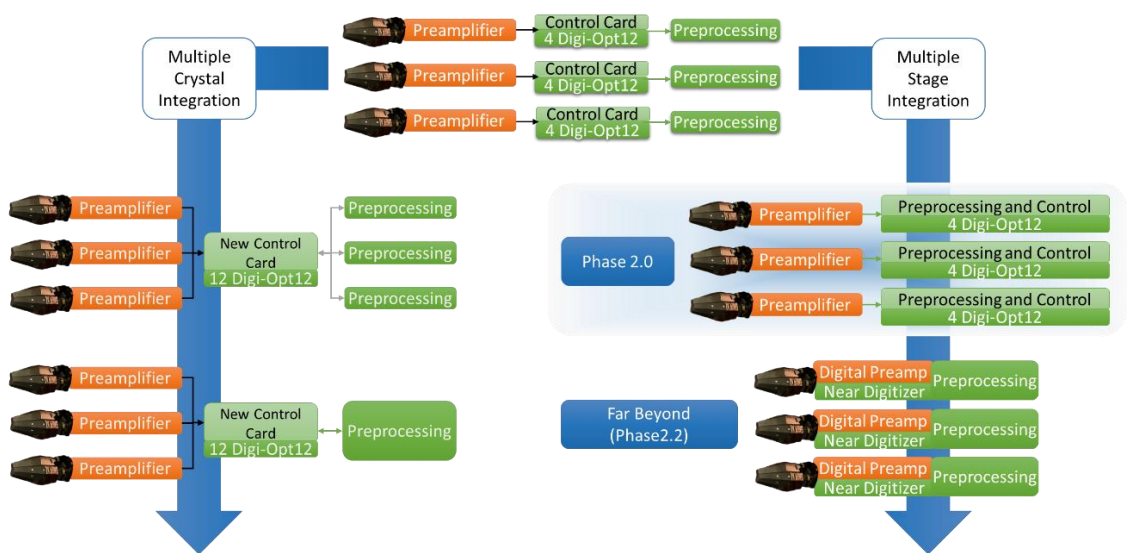 Preamplifier
Control Card
4 Digi-Opt12
Preprocessing
Preamplifier
Control Card
4 Digi-Opt12
Preprocessing
Preamplifier
Control Card
4 Digi-Opt12
Preprocessing
Multiple
Crystal
Integration
Multiple
Stage
Integration
Preamplifier
Preamplifier
Preamplifier
New Control
Card
12 Digi-Opt12
Preprocessing
Preprocessing
Preprocessing
Phase 2.0
Preamplifier
Preprocessing and Control
4 Digi-Opt12
Preamplifier
Preprocessing and Control
4 Digi-Opt12
Preamplifier
Preprocessing and Control
4 Digi-Opt12
Preamplifier
Preamplifier
Preamplifier
New Control
Card
12 Digi-Opt12
Preprocessing
Far Beyond
(Phase2.2)
Digital Preamp
Near Digitizer
Preprocessing
Digital Preamp
Near Digitizer
Preprocessing
Digital Preamp
Near Digitizer
Preprocessing